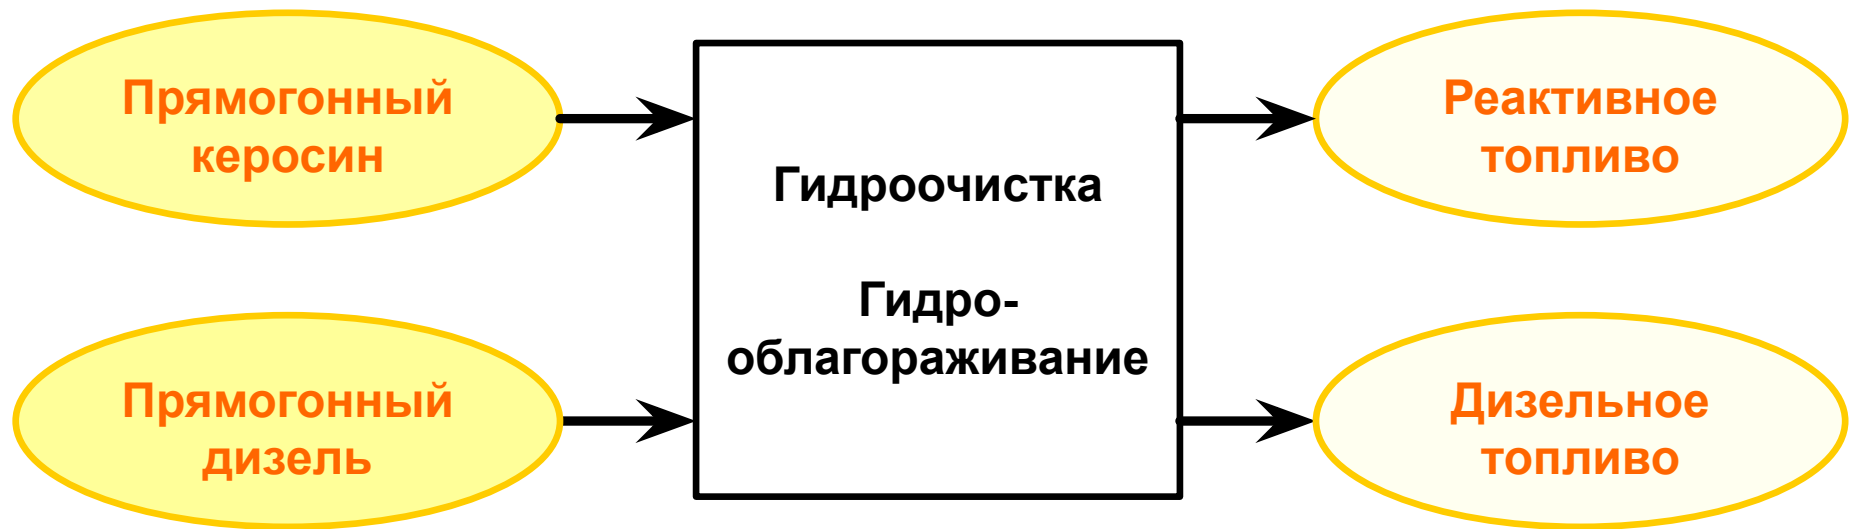 Прямогонный
керосин
Прямогонный
дизель
Гидроочистка
Гидро-
облагораживание
Реактивное
топливо
Дизельное
топливо